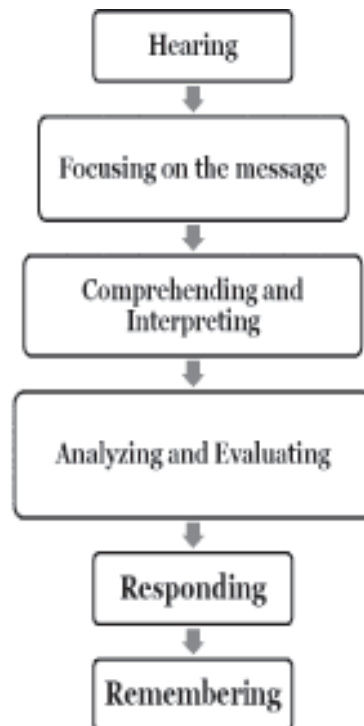 Hearing
Focusing on the message
Comprehending and
Interpreting
Analyzing and Evaluating
Responding
Remembering